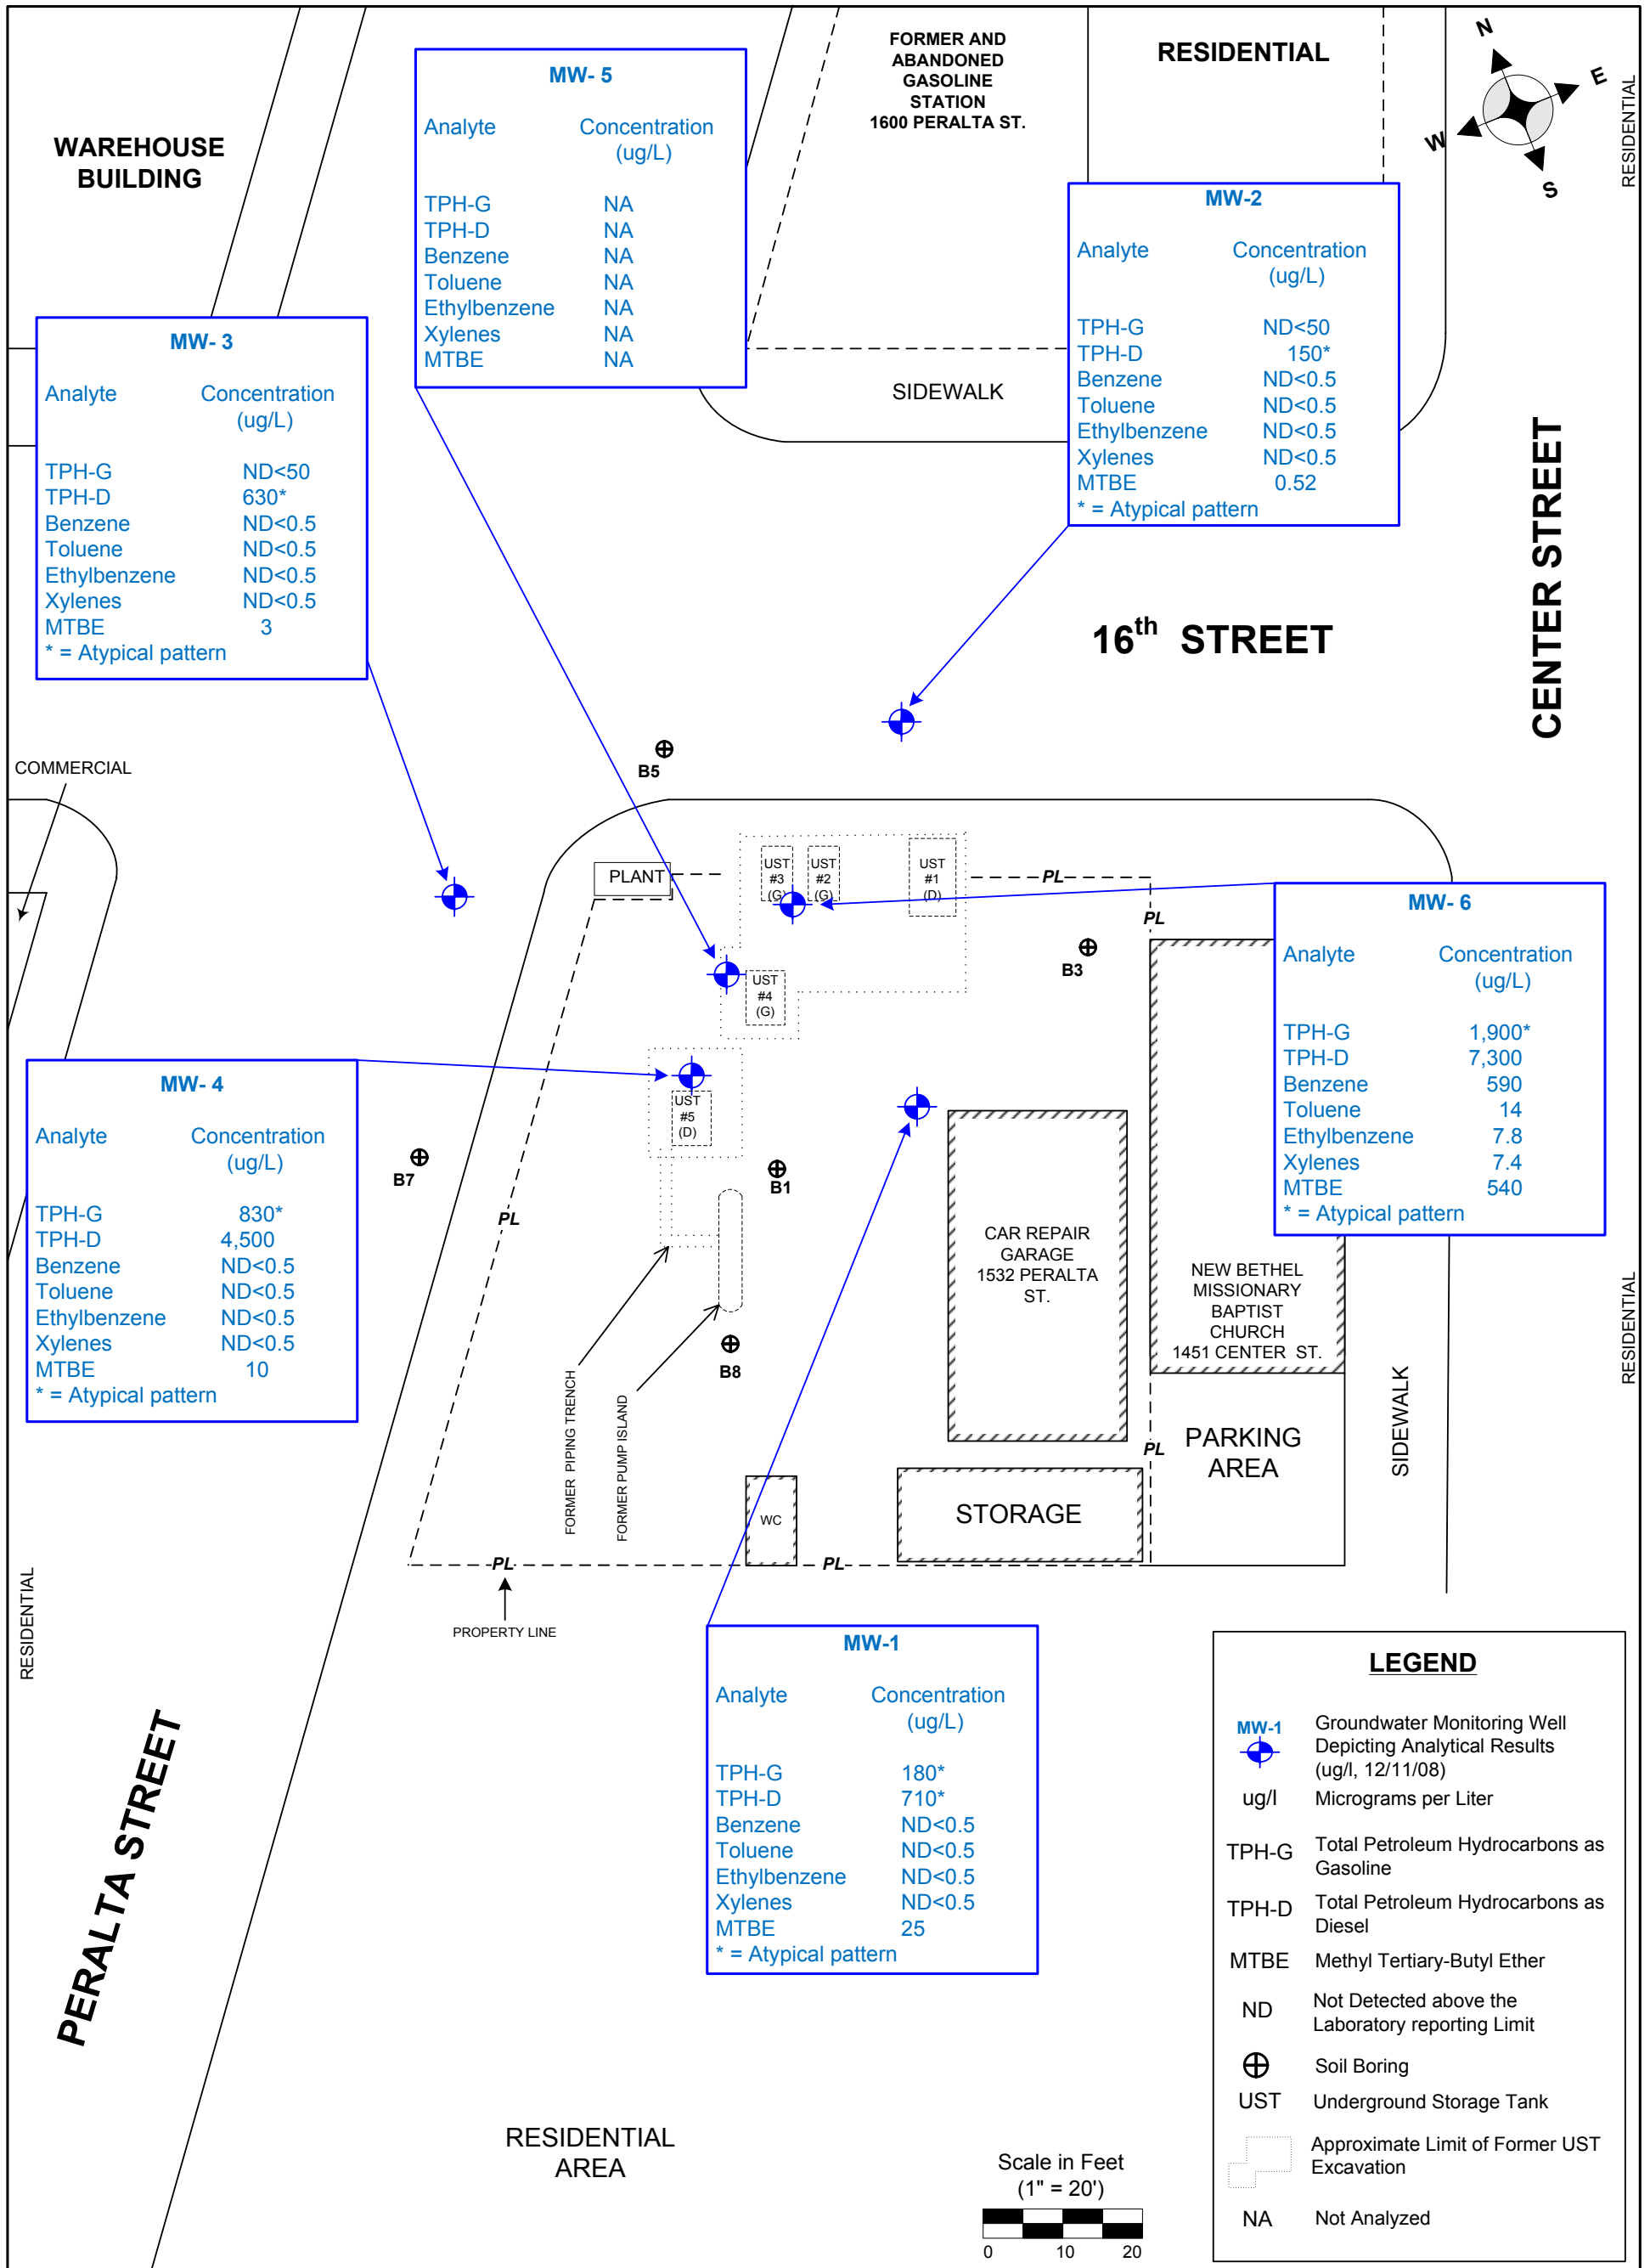 WAREHOUSE
BUILDING
MW- 5
Analyte Concentration
(ug/L)
TPH-G NA
TPH-D NA
Benzene NA
Toluene NA
Ethylbenzene NA
Xylenes NA
MTBE NA
FORMER AND
ABANDONED
GASOLINE
STATION
1600 PERALTA ST.
RESIDENTIAL
N
E
W
S
RESIDENTIAL
MW-2
Analyte Concentration
(ug/L)
TPH-G ND<50
TPH-D 150*
Benzene ND<0.5
Toluene ND<0.5
Ethylbenzene ND<0.5
Xylenes ND<0.5
MTBE 0.52
* = Atypical pattern
MW- 3
Analyte Concentration
(ug/L)
TPH-G ND<50
TPH-D 630*
Benzene ND<0.5
Toluene ND<0.5
Ethylbenzene ND<0.5
Xylenes ND<0.5
MTBE 3
* = Atypical pattern
SIDEWALK
CENTER STREET
16th STREET
COMMERCIAL
B5
PLANT
UST
#3
(G)
UST
#2
(G)
UST
#1
(D)
PL
PL
B3
UST
#4
(G)
MW- 6
Analyte Concentration
(ug/L)
TPH-G 1,900*
TPH-D 7,300
Benzene 590
Toluene 14
Ethylbenzene 7.8
Xylenes 7.4
MTBE 540
* = Atypical pattern
MW- 4
Analyte Concentration
(ug/L)
TPH-G 830*
TPH-D 4,500
Benzene ND<0.5
Toluene ND<0.5
Ethylbenzene ND<0.5
Xylenes ND<0.5
MTBE 10
* = Atypical pattern
UST
#5
(D)
B7
B1
PL
CAR REPAIR
GARAGE
1532 PERALTA
ST.
NEW BETHEL
MISSIONARY
BAPTIST
CHURCH
1451 CENTER ST.
RESIDENTIAL
B8
FORMER PIPING TRENCH
FORMER PUMP ISLAND
SIDEWALK
PL
PARKING
AREA
WC
STORAGE
PL
PL
PROPERTY LINE
RESIDENTIAL
PERALTA STREET
MW-1
Analyte Concentration
(ug/L)
TPH-G 180*
TPH-D 710*
Benzene ND<0.5
Toluene ND<0.5
Ethylbenzene ND<0.5
Xylenes ND<0.5
MTBE 25
* = Atypical pattern
RESIDENTIAL
AREA
Scale in Feet
(1" = 20')
0 10 20
LEGEND
MW-1 Groundwater Monitoring Well
Depicting Analytical Results
(ug/l, 12/11/08)
ug/l Micrograms per Liter
TPH-G Total Petroleum Hydrocarbons as
Gasoline
TPH-D Total Petroleum Hydrocarbons as
Diesel
MTBE Methyl Tertiary-Butyl Ether
ND Not Detected above the
Laboratory reporting Limit
Soil Boring
UST Underground Storage Tank
Approximate Limit of Former UST
Excavation
NA Not Analyzed